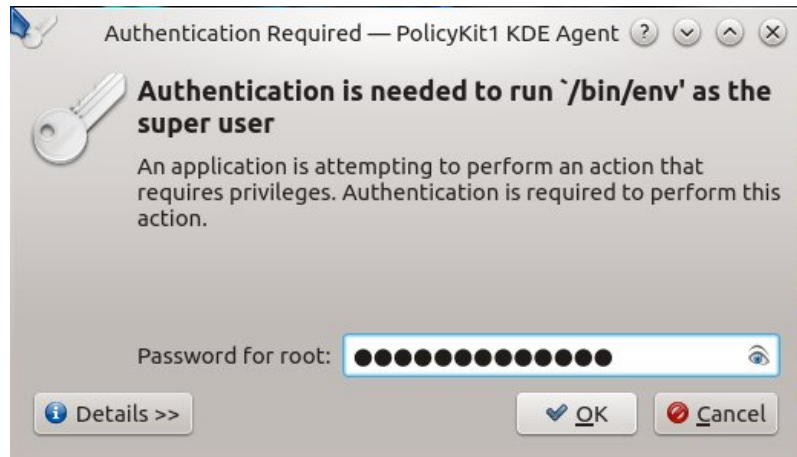 Authentication Required — PolicyKit1 KDE Agent
Authentication is needed to run `/bin/env' as the
super user
An application is attempting to perform an action that
requires privileges. Authentication is required to perform this
action.
Password for root: ●●●●●●●●●●●●●
Details >> OK Cancel